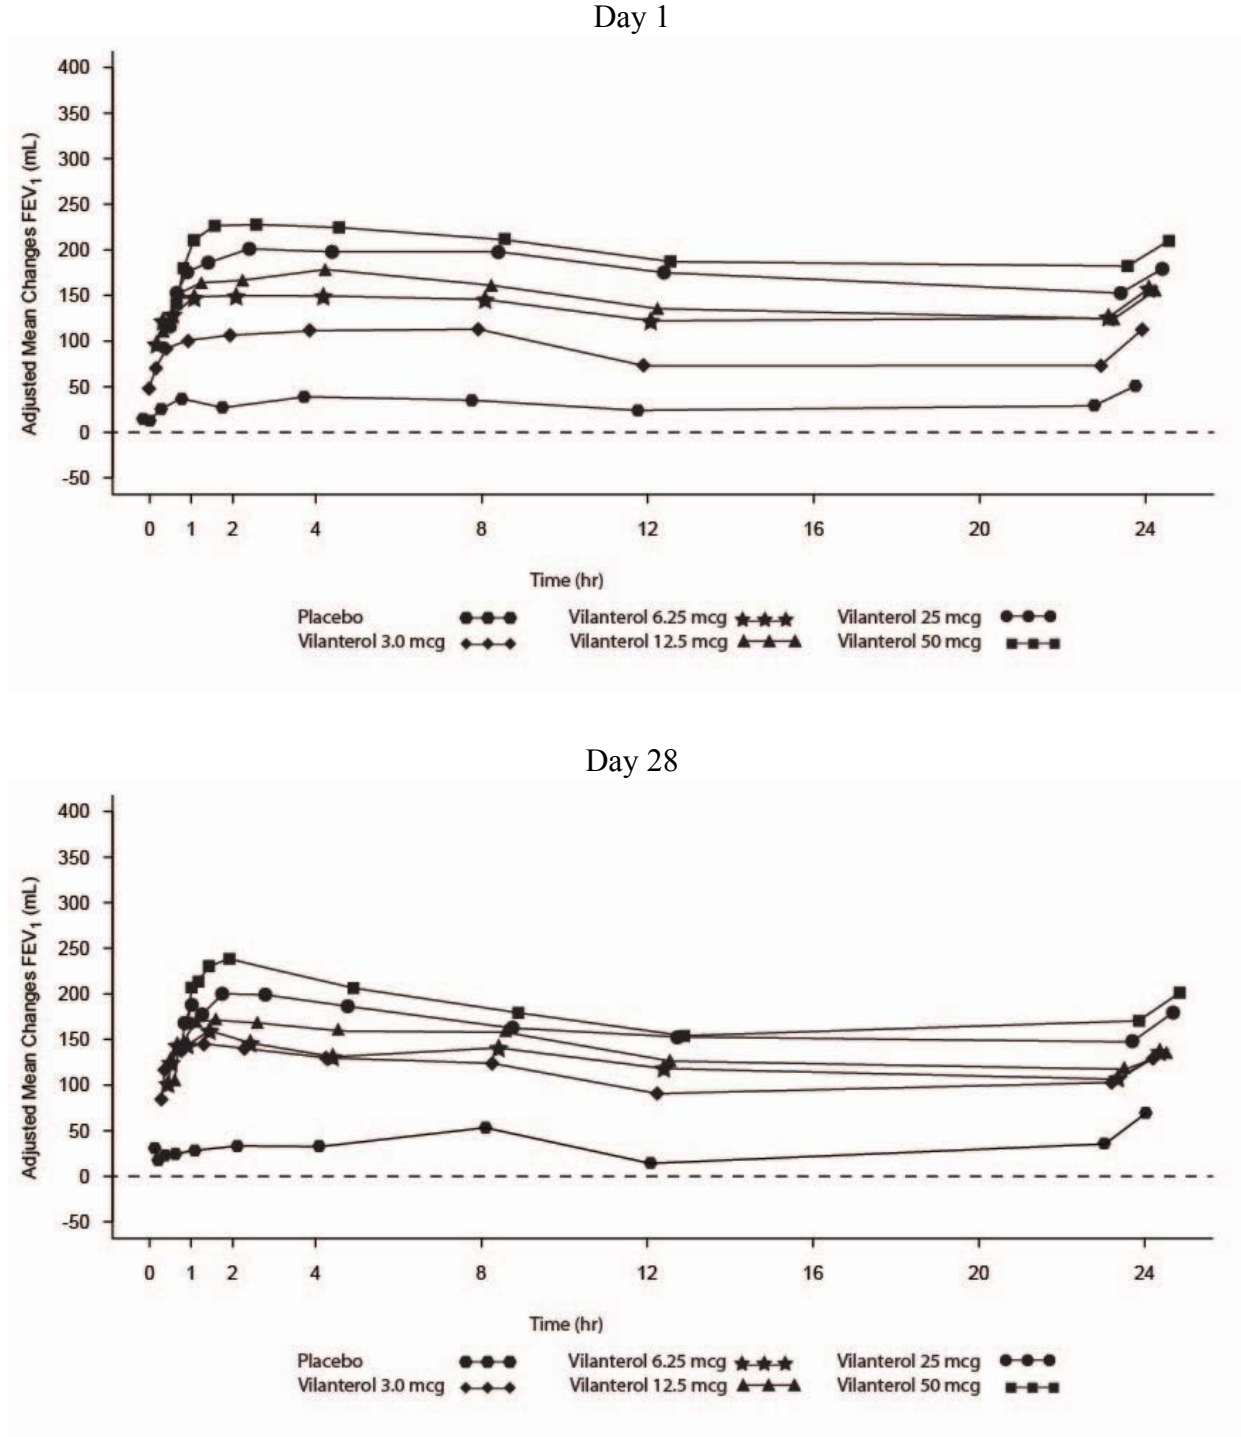 Day 1
Adjusted Mean Changes FEV1 (mL)
400
350
300
250
200
150
100
50
0
-50
0 1 2 4 8 12 16 20 24
Time (hr)
Placebo Vilanterol 6.25 mcg Vilanterol 25 mcg
Vilanterol 3.0 mcg Vilanterol 12.5 mcg Vilanterol 50 mcg
Day 28
Adjusted Mean Changes FEV1 (mL)
400
350
300
250
200
150
100
50
0
-50
0 1 2 4 8 12 16 20 24
Time (hr)
Placebo Vilanterol 6.25 mcg Vilanterol 25 mcg
Vilanterol 3.0 mcg Vilanterol 12.5 mcg Vilanterol 50 mcg